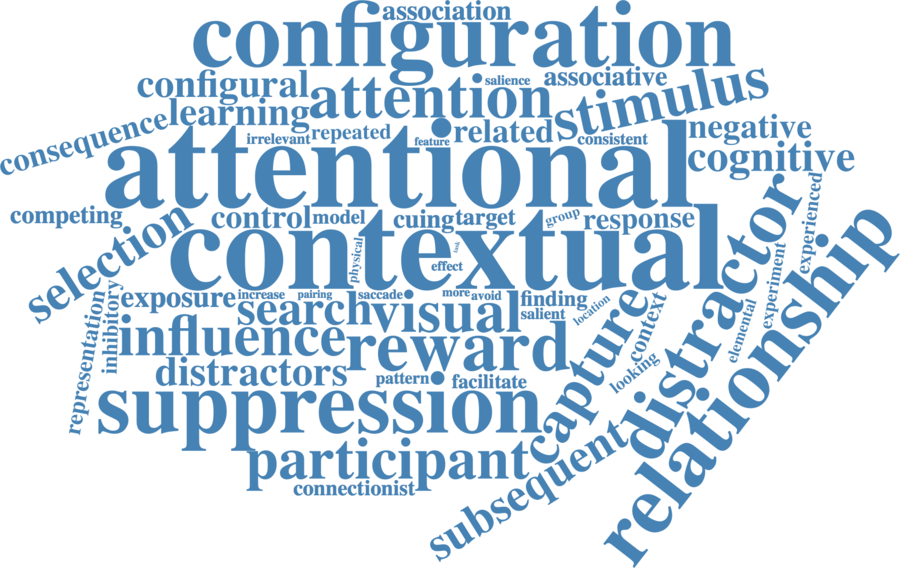 association
configuration
configural
salience
associative
attention
stimulus
learning
consequence
irrelevant
repeated
feature
related
consistent
negative
attentional
cognitive
competing
control
model
cuing
target
group
response
selection
contextual
physical
task
effect
experienced
distractor
relationship
exposure
increase
pairing
saccade
more
avoid
finding
location
representation
inhibitory
search
visual
salient
context
elemental
experiment
influence
reward
capture
looking
distractors
pattern
facilitate
suppression
participant
subsequent
connectionist